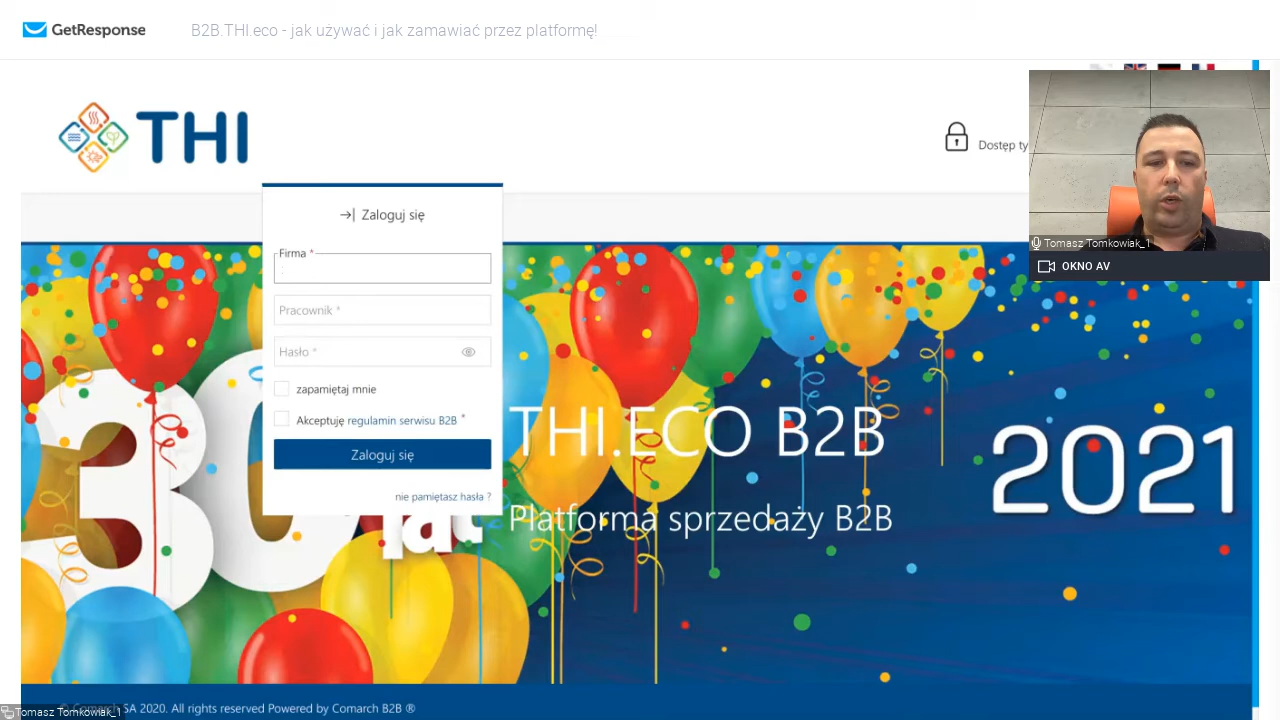 GetResponse
B2B.THI.eco - jak używać i jak zamawiać przez platformę!
THI
Dostęp ty
Zaloguj się
Firma *
Pracownik *
Hasło *
zapamiętaj mnie
Akceptuję regulamin serwisu B2B *
Zaloguj się
nie pamiętasz hasła ?
Tomasz Tomkowiak_1
OKNO AV
30
lat
THI.ECO B2B
Platforma sprzedaży B2B
2021
SA 2020. All rights reserved Powered by Comarch B2B ®
Tomasz Tomkowiak_1